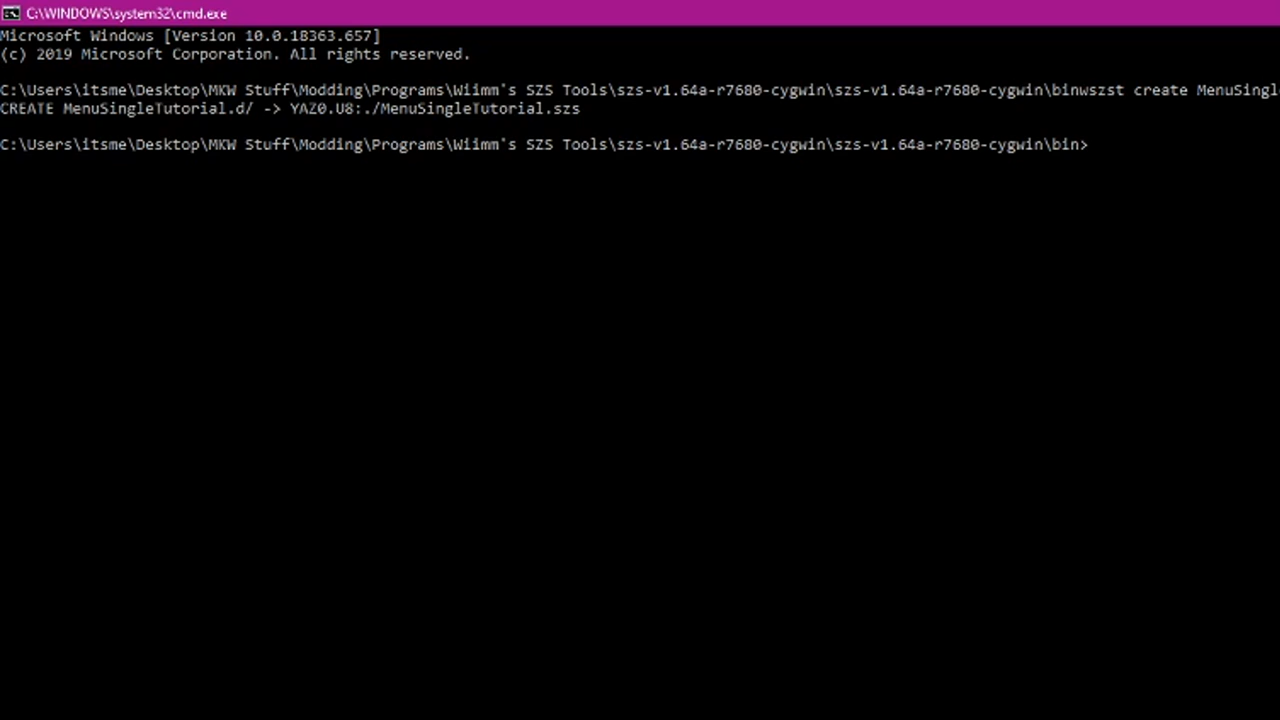 C:\WINDOWS\system32\cmd.exe
Microsoft Windows [Version 10.0.18363.657]
(c) 2019 Microsoft Corporation. All rights reserved.
C:\Users\itsme\Desktop\MKW Stuff\Modding\Programs\Wiimm's SZS Tools\szs-v1.64a-r7680-cygwin\szs-v1.64a-r7680-cygwin\binwszst create MenuSingl
CREATE MenuSingleTutorial.d/ -> YAZ0.U8:./MenuSingleTutorial.szs
C:\Users\itsme\Desktop\MKW Stuff\Modding\Programs\Wiimm's SZS Tools\szs-v1.64a-r7680-cygwin\szs-v1.64a-r7680-cygwin\bin>